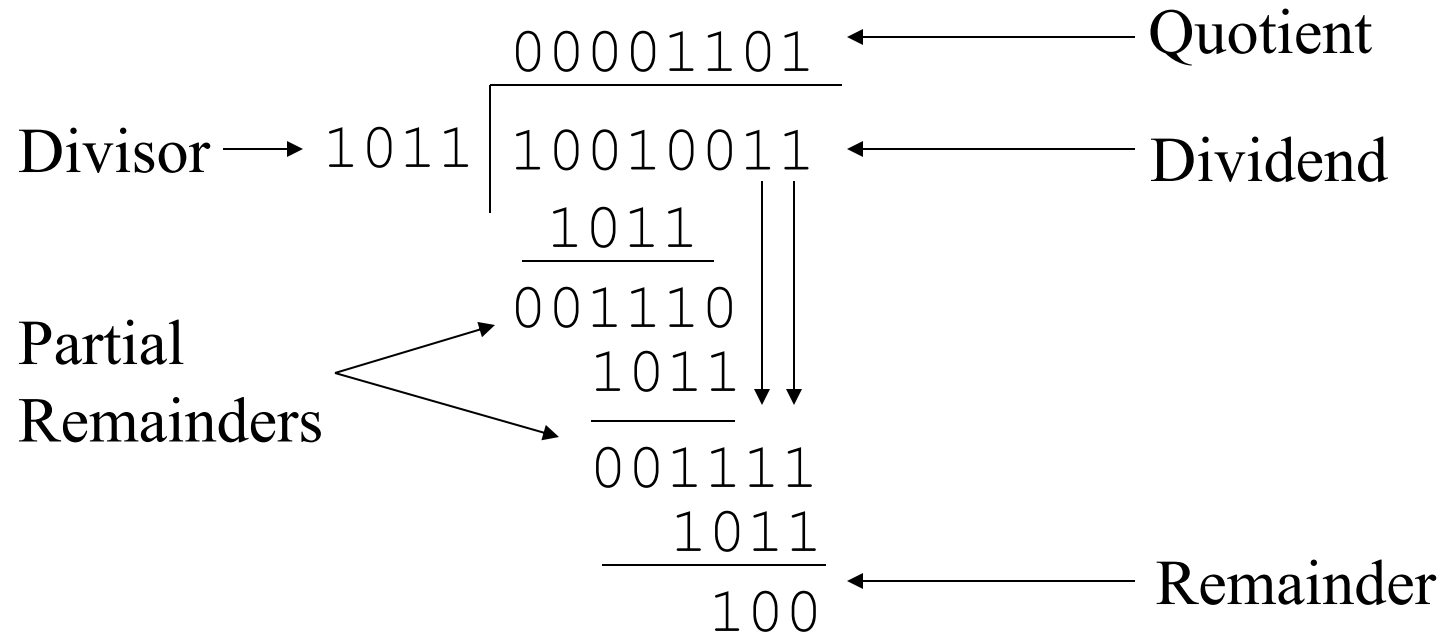 00001101 Quotient
Divisor 1011 10010011 Dividend
1011
001110
Partial
1011
Remainders
001111
1011
100 Remainder